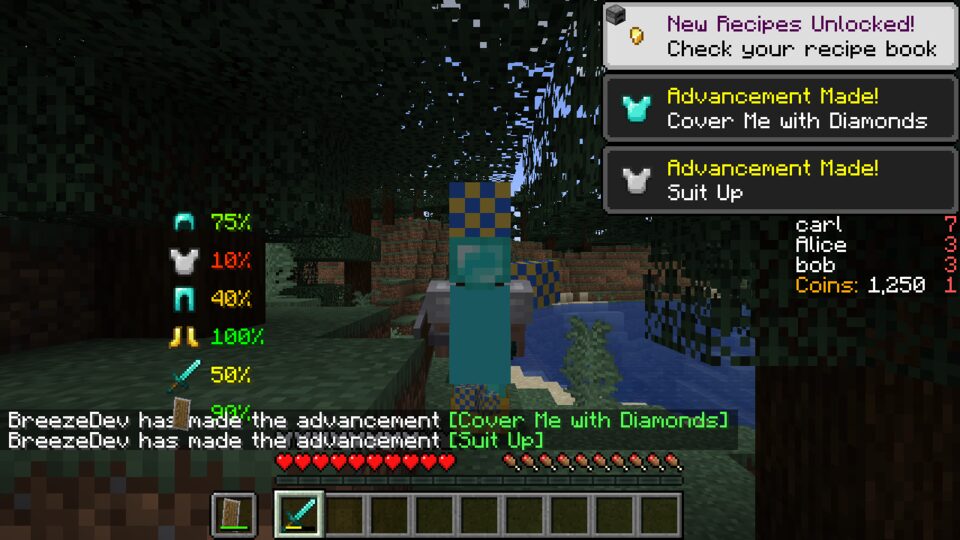 New Recipes Unlocked!
Check your recipe book
Advancement Made!
Cover Me with Diamonds
Advancement Made!
Suit Up
carl 7
Alice 3
bob 3
Coins: 1,250 1
75%
10%
40%
100%
50%
90%
BreezeDev has made the advancement [Cover Me with Diamonds]
BreezeDev has made the advancement [Suit Up]